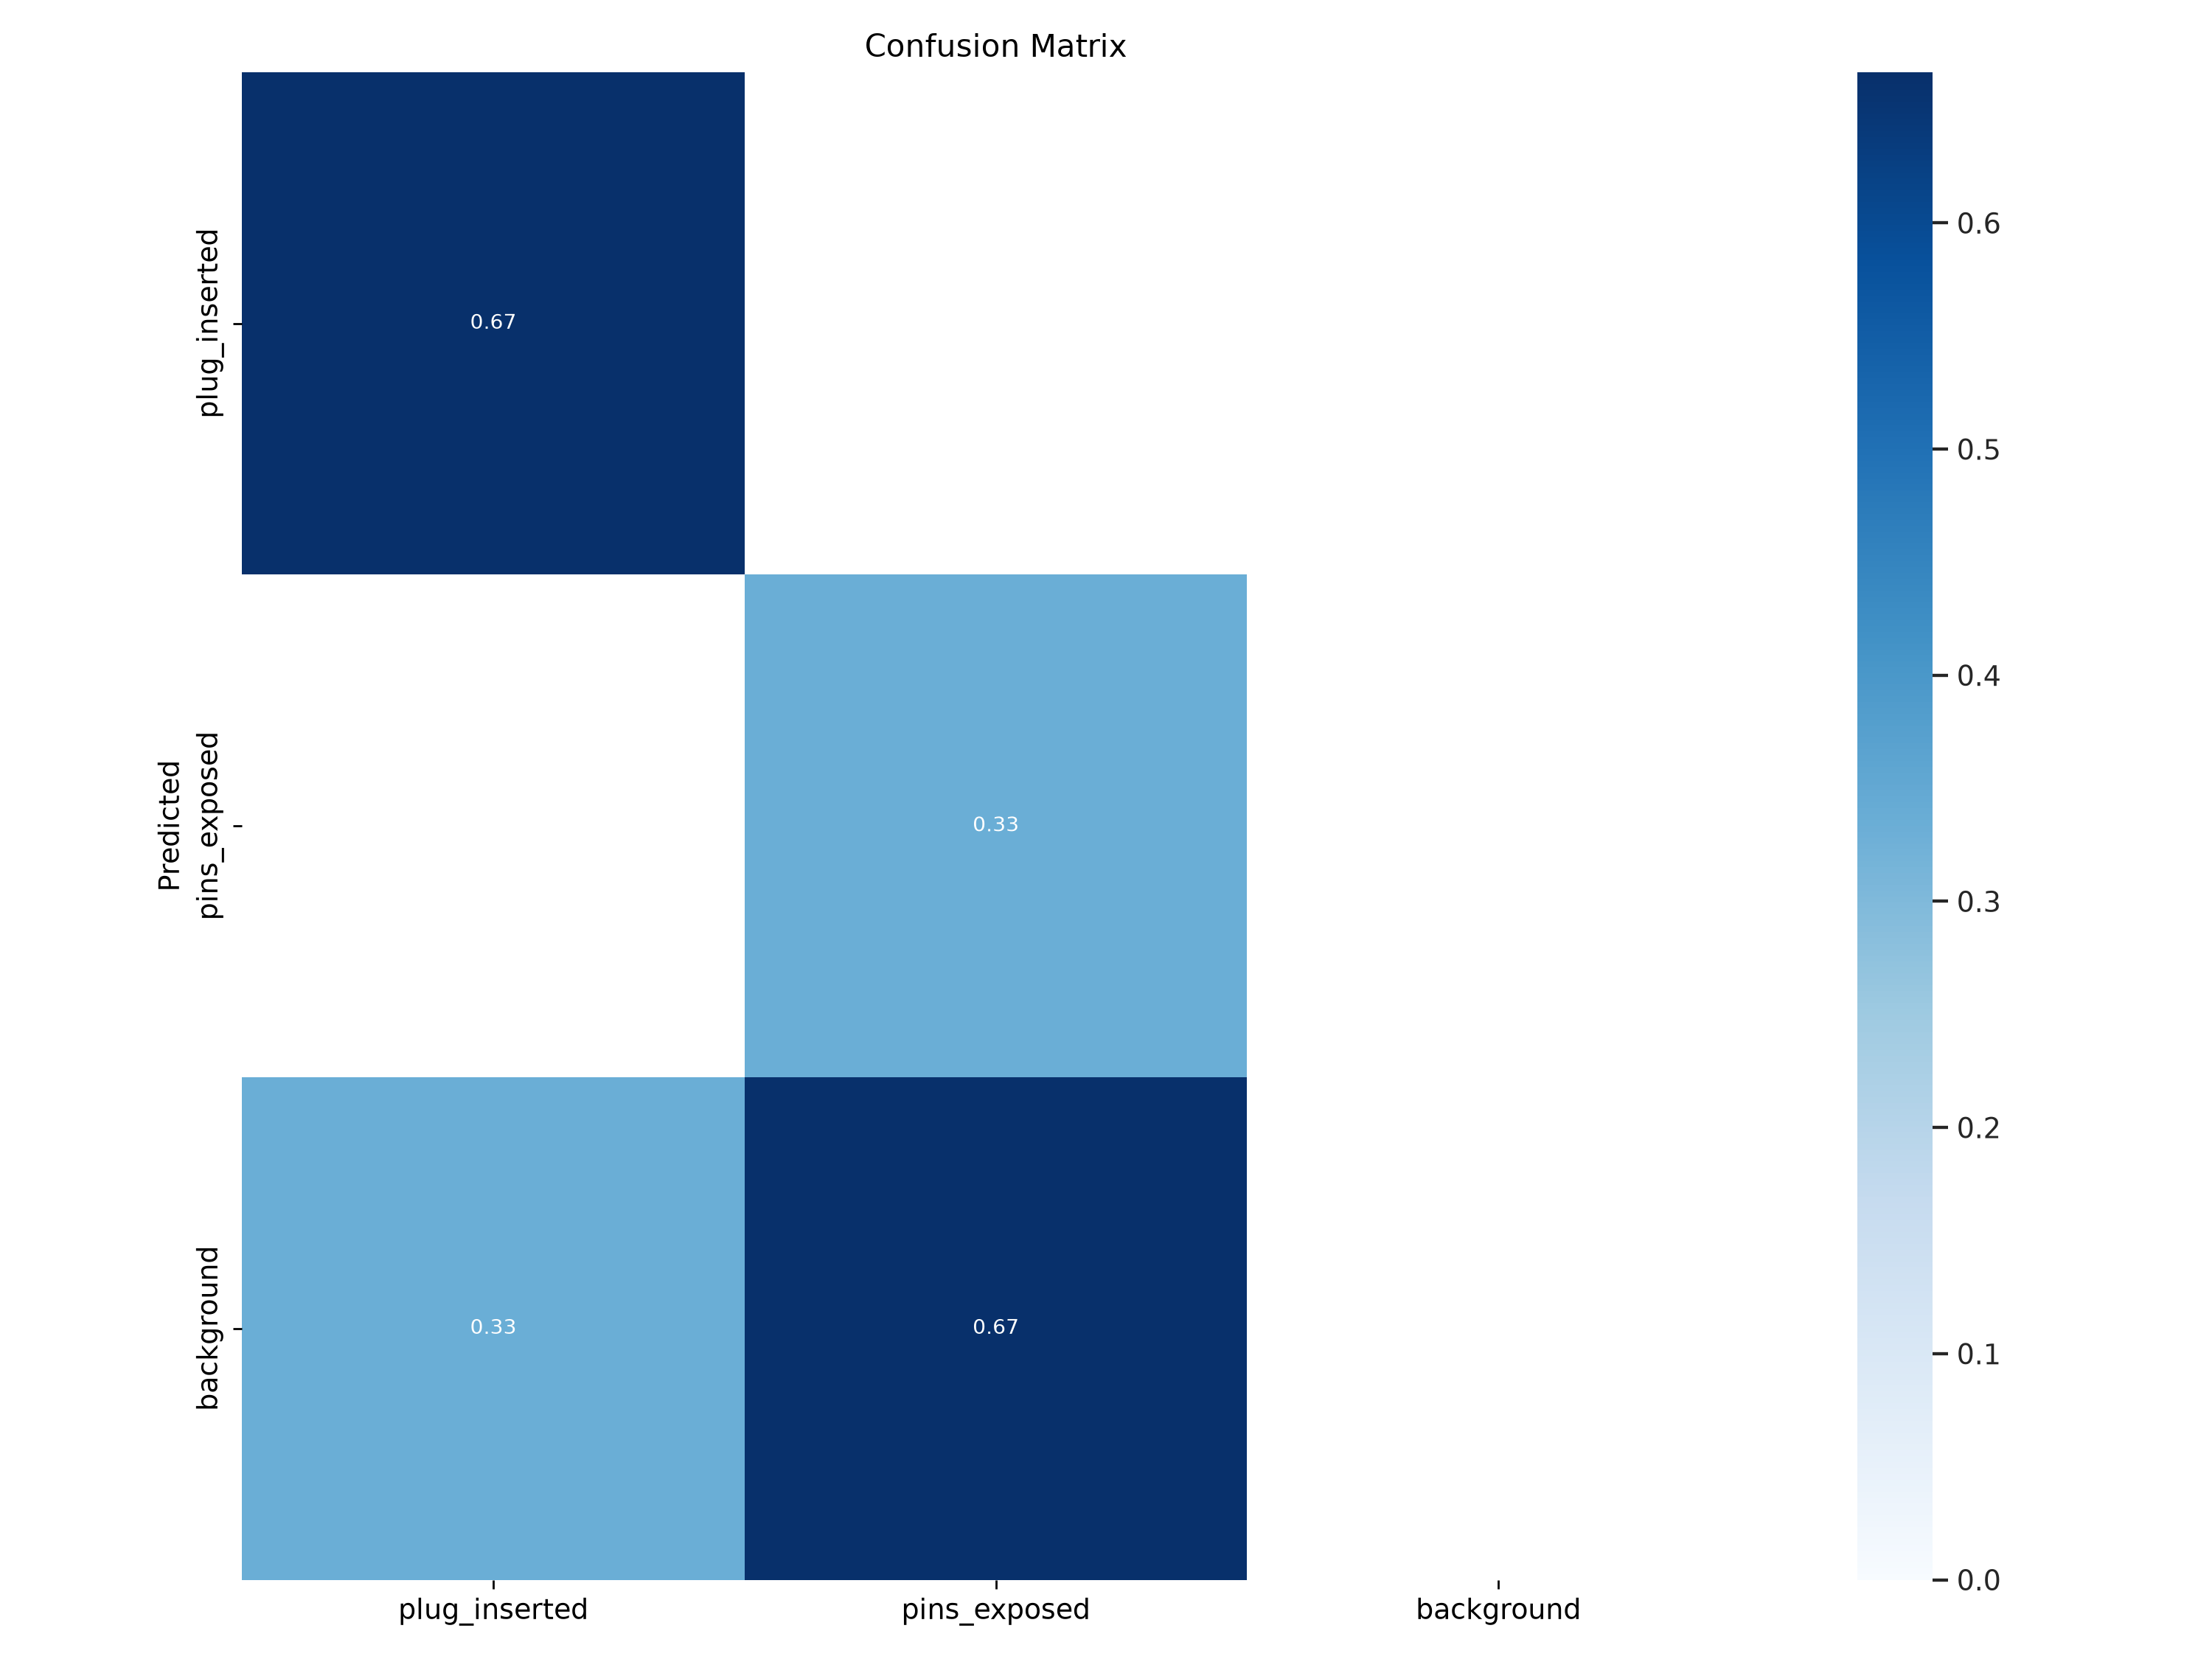 Confusion Matrix
Predicted
plug_inserted
pins_exposed
background
0.67
0.33
0.33
0.67
plug_inserted
pins_exposed
background
0.6
0.5
0.4
0.3
0.2
0.1
0.0